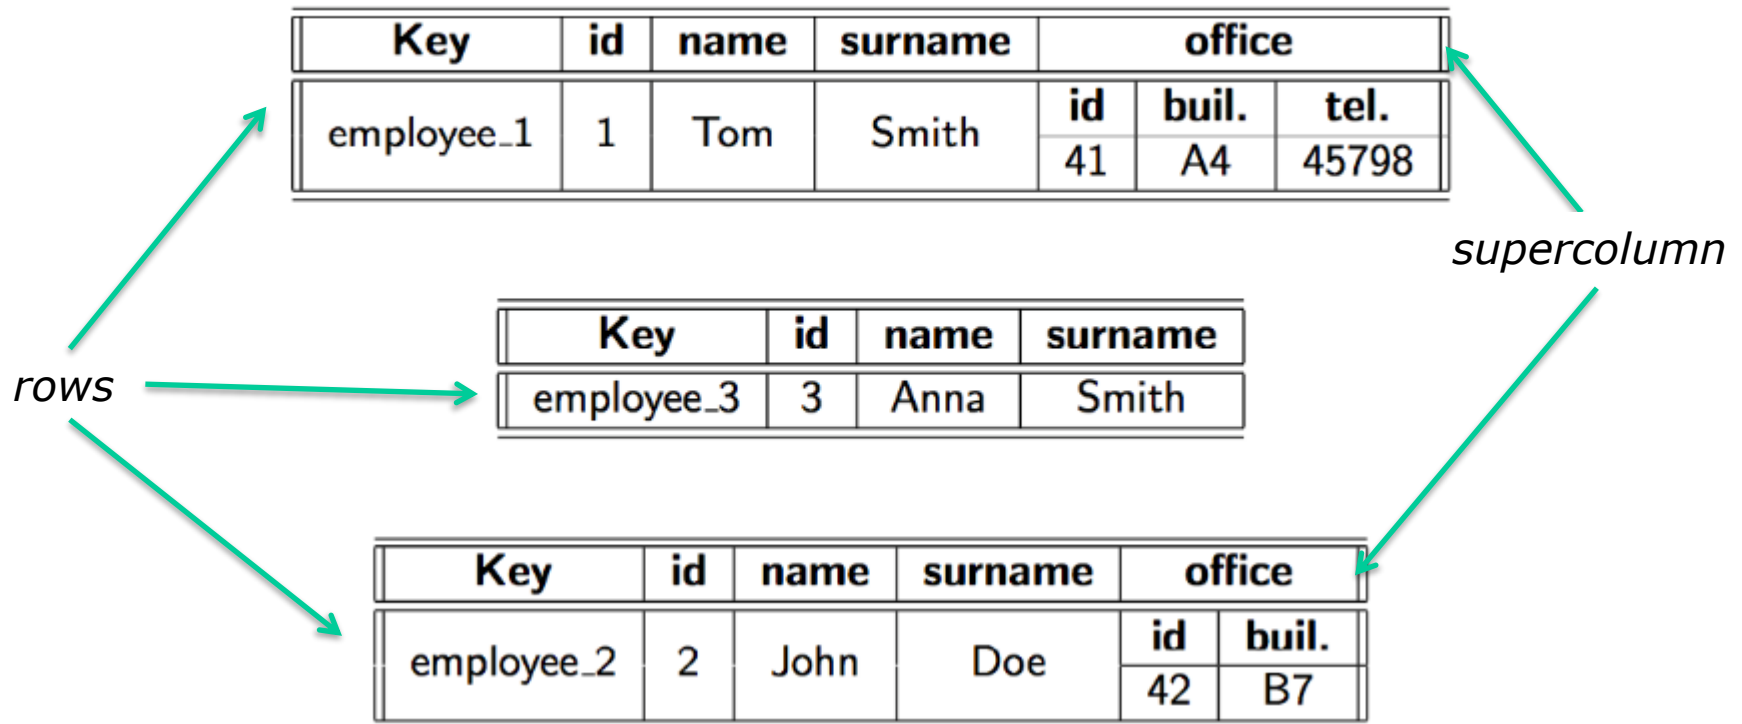 Key id name surname office
id buil. tel.
employee_1 1 Tom Smith
41 A4 45798
supercolumn
Key id name surname
rows
employee_3 3 Anna Smith
Key id name surname office
id buil.
employee_2 2 John Doe
42 B7